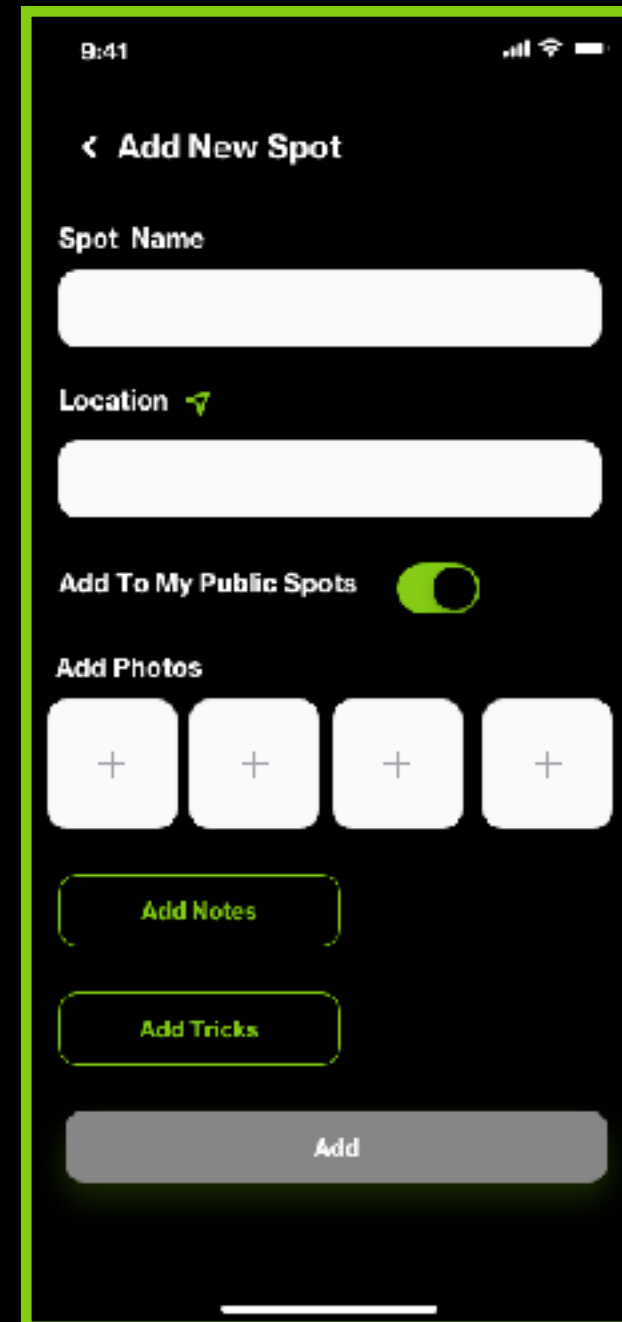 9:41
Add New Spot
Spot Name
Location
Add To My Public Spots
Add Photos
Add Notes
Add Tricks
Add